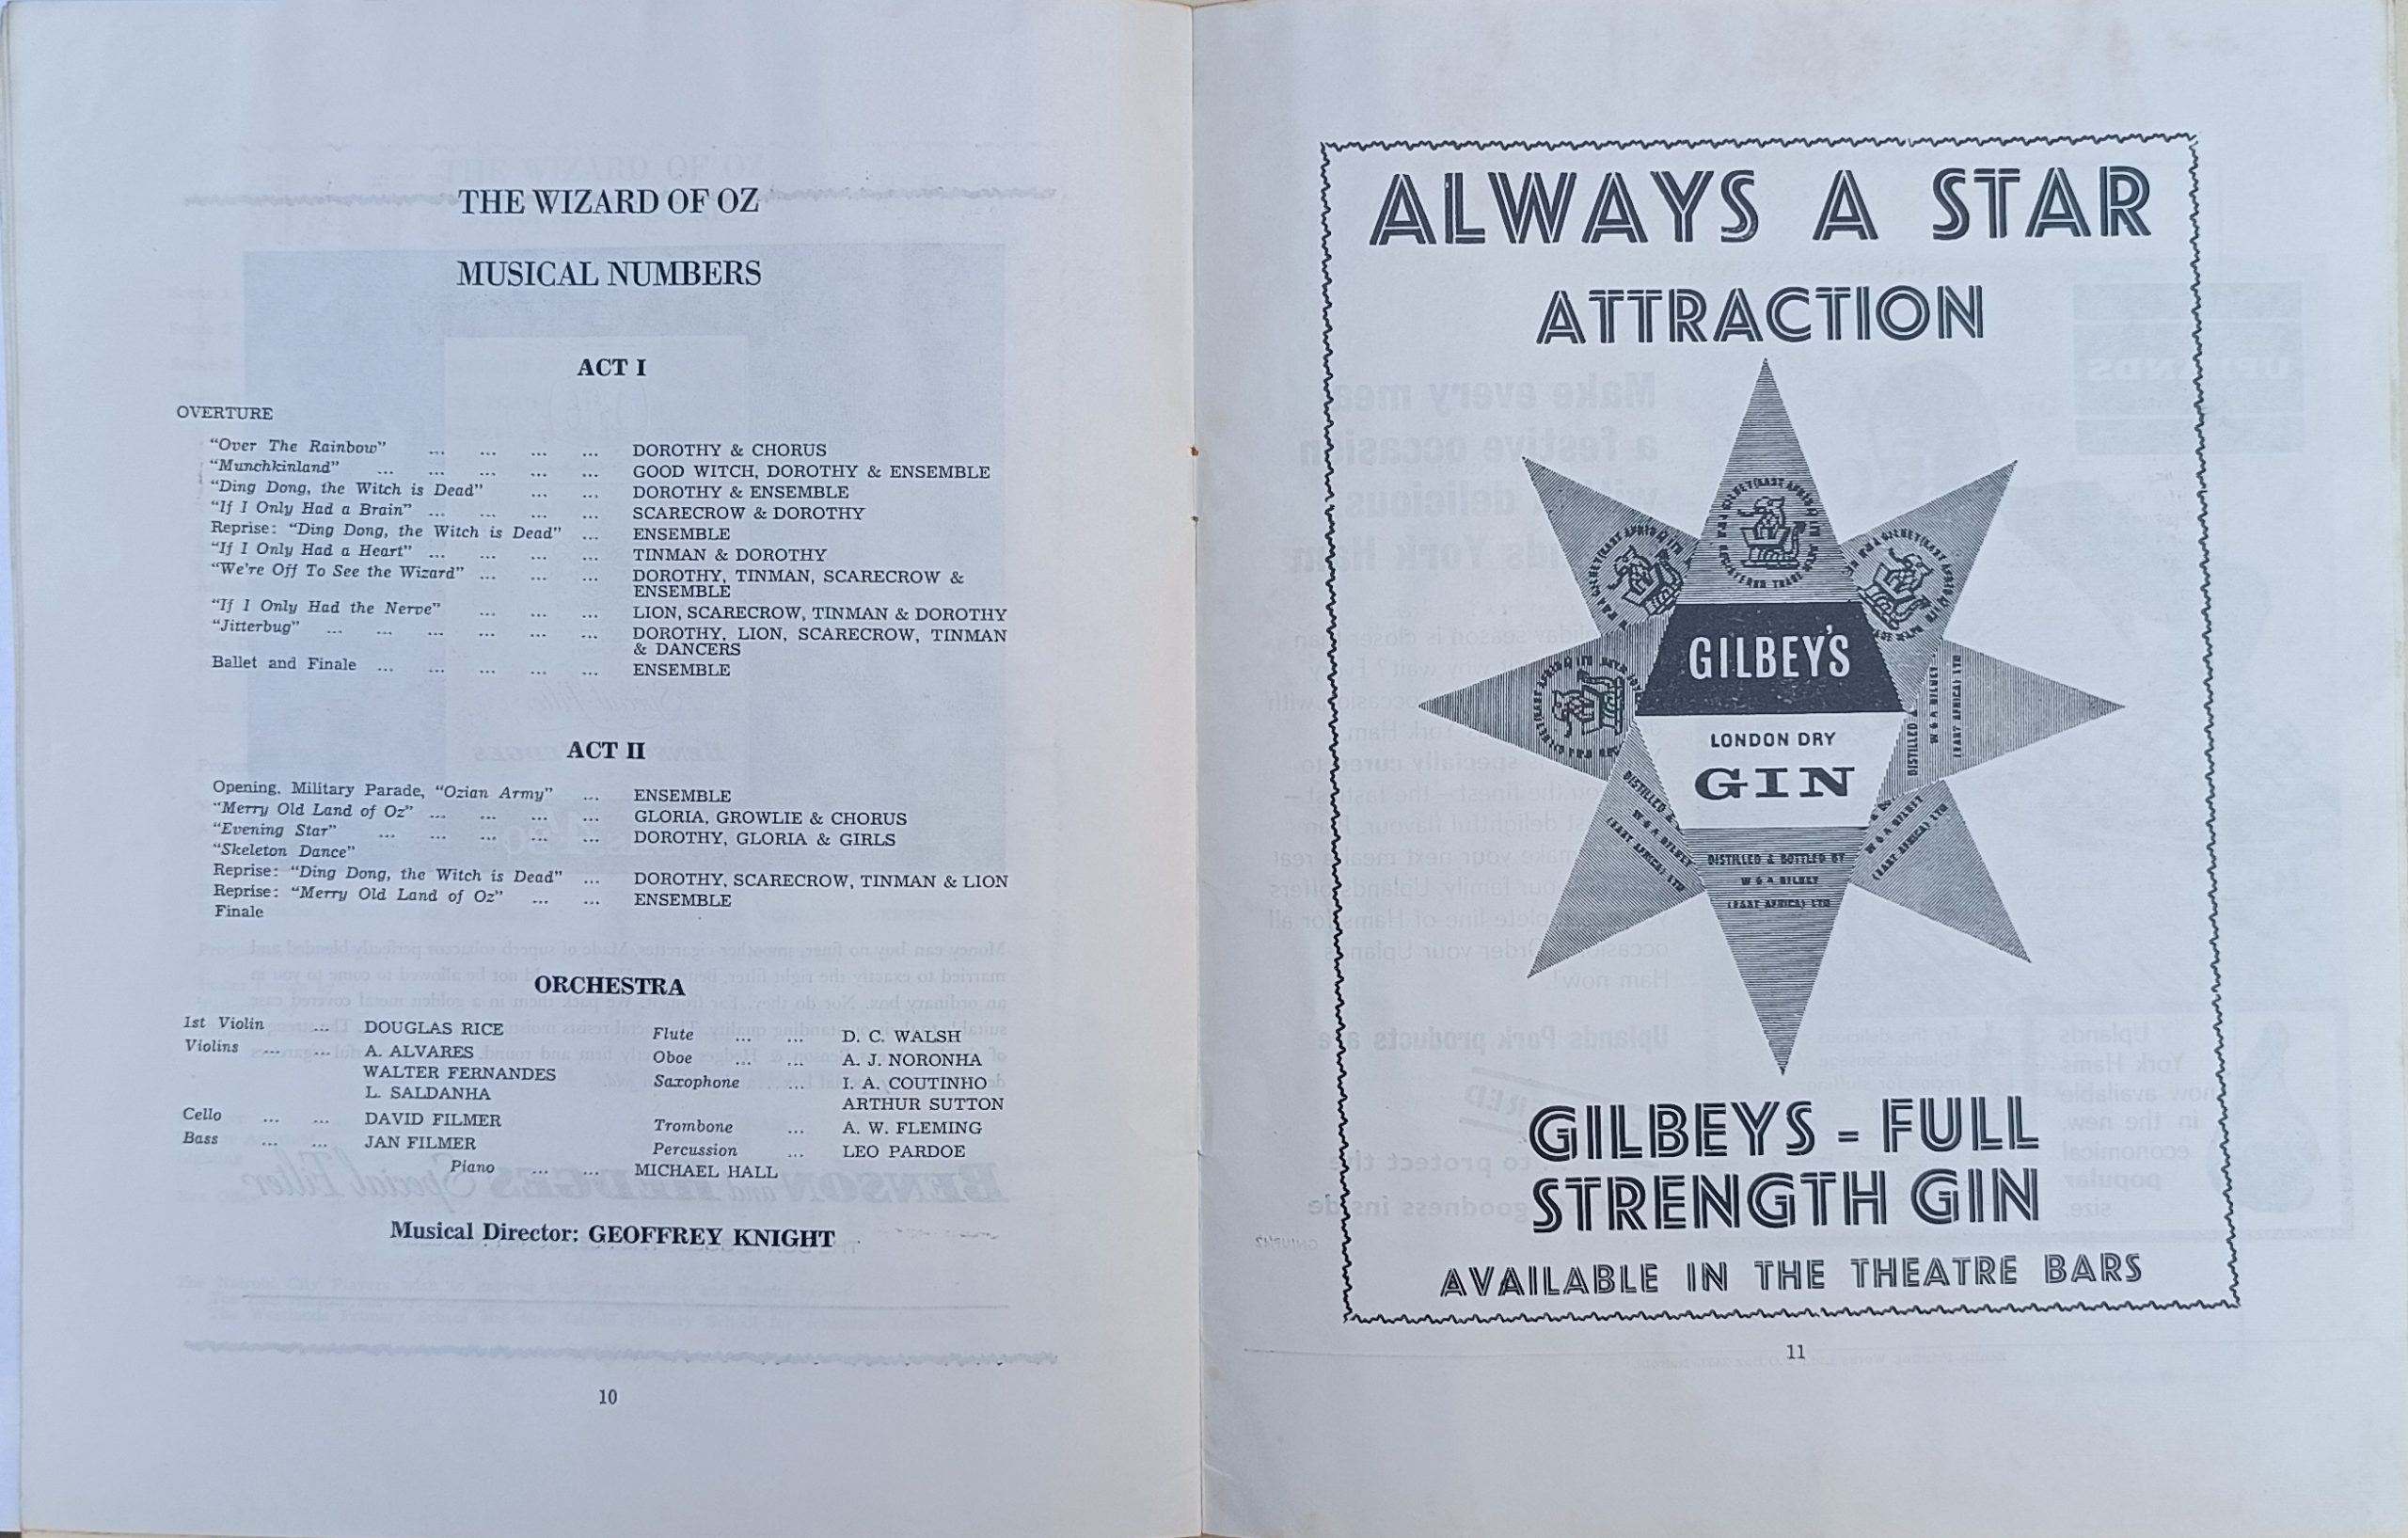 THE WIZARD OF OZ
MUSICAL NUMBERS
ACT I
OVERTURE
"Over The Rainbow" ... ... ... ... DOROTHY & CHORUS
"Munchkinland" ... ... ... ... ... GOOD WITCH, DOROTHY & ENSEMBLE
"Ding Dong, the Witch is Dead" ... ... DOROTHY & ENSEMBLE
"If I Only Had a Brain" ... ... ... ... SCARECROW & DOROTHY
Reprise: "Ding Dong, the Witch is Dead" ... ENSEMBLE
"If I Only Had a Heart" ... ... ... ... TINMAN & DOROTHY
"We're Off To See the Wizard" ... ... ... DOROTHY, TINMAN, SCARECROW &
ENSEMBLE
"If I Only Had the Nerve" ... ... ... LION, SCARECROW, TINMAN & DOROTHY
"Jitterbug" ... ... ... ... ... ... DOROTHY, LION, SCARECROW, TINMAN
& DANCERS
Ballet and Finale ... ... ... ... ... ENSEMBLE
ACT II
Opening, Military Parade, "Ozian Army" ... ENSEMBLE
"Merry Old Land of Oz" ... ... ... ... GLORIA, GROWLIE & CHORUS
"Evening Star" ... ... ... ... ... DOROTHY, GLORIA & GIRLS
"Skeleton Dance"
Reprise: "Ding Dong, the Witch is Dead" ... DOROTHY, SCARECROW, TINMAN & LION
Reprise: "Merry Old Land of Oz" ... ... ENSEMBLE
Finale
ORCHESTRA
1st Violin ... DOUGLAS RICE
Violins ... ... A. ALVARES
WALTER FERNANDES
L. SALDANHA
Cello ... ... DAVID FILMER
Bass ... ... JAN FILMER
Flute ... ... D. C. WALSH
Oboe ... ... A. J. NORONHA
Saxophone ... I. A. COUTINHO
ARTHUR SUTTON
Trombone ... A. W. FLEMING
Percussion ... LEO PARDOE
Piano ... ... MICHAEL HALL
Musical Director: GEOFFREY KNIGHT
10
ALWAYS A STAR
ATTRACTION
GILBEY'S
LONDON DRY
GIN
DISTILLED & BOTTLED BY
W & A GILBEY
(EAST AFRICA) LTD
GILBEYS - FULL
STRENGTH GIN
AVAILABLE IN THE THEATRE BARS
11